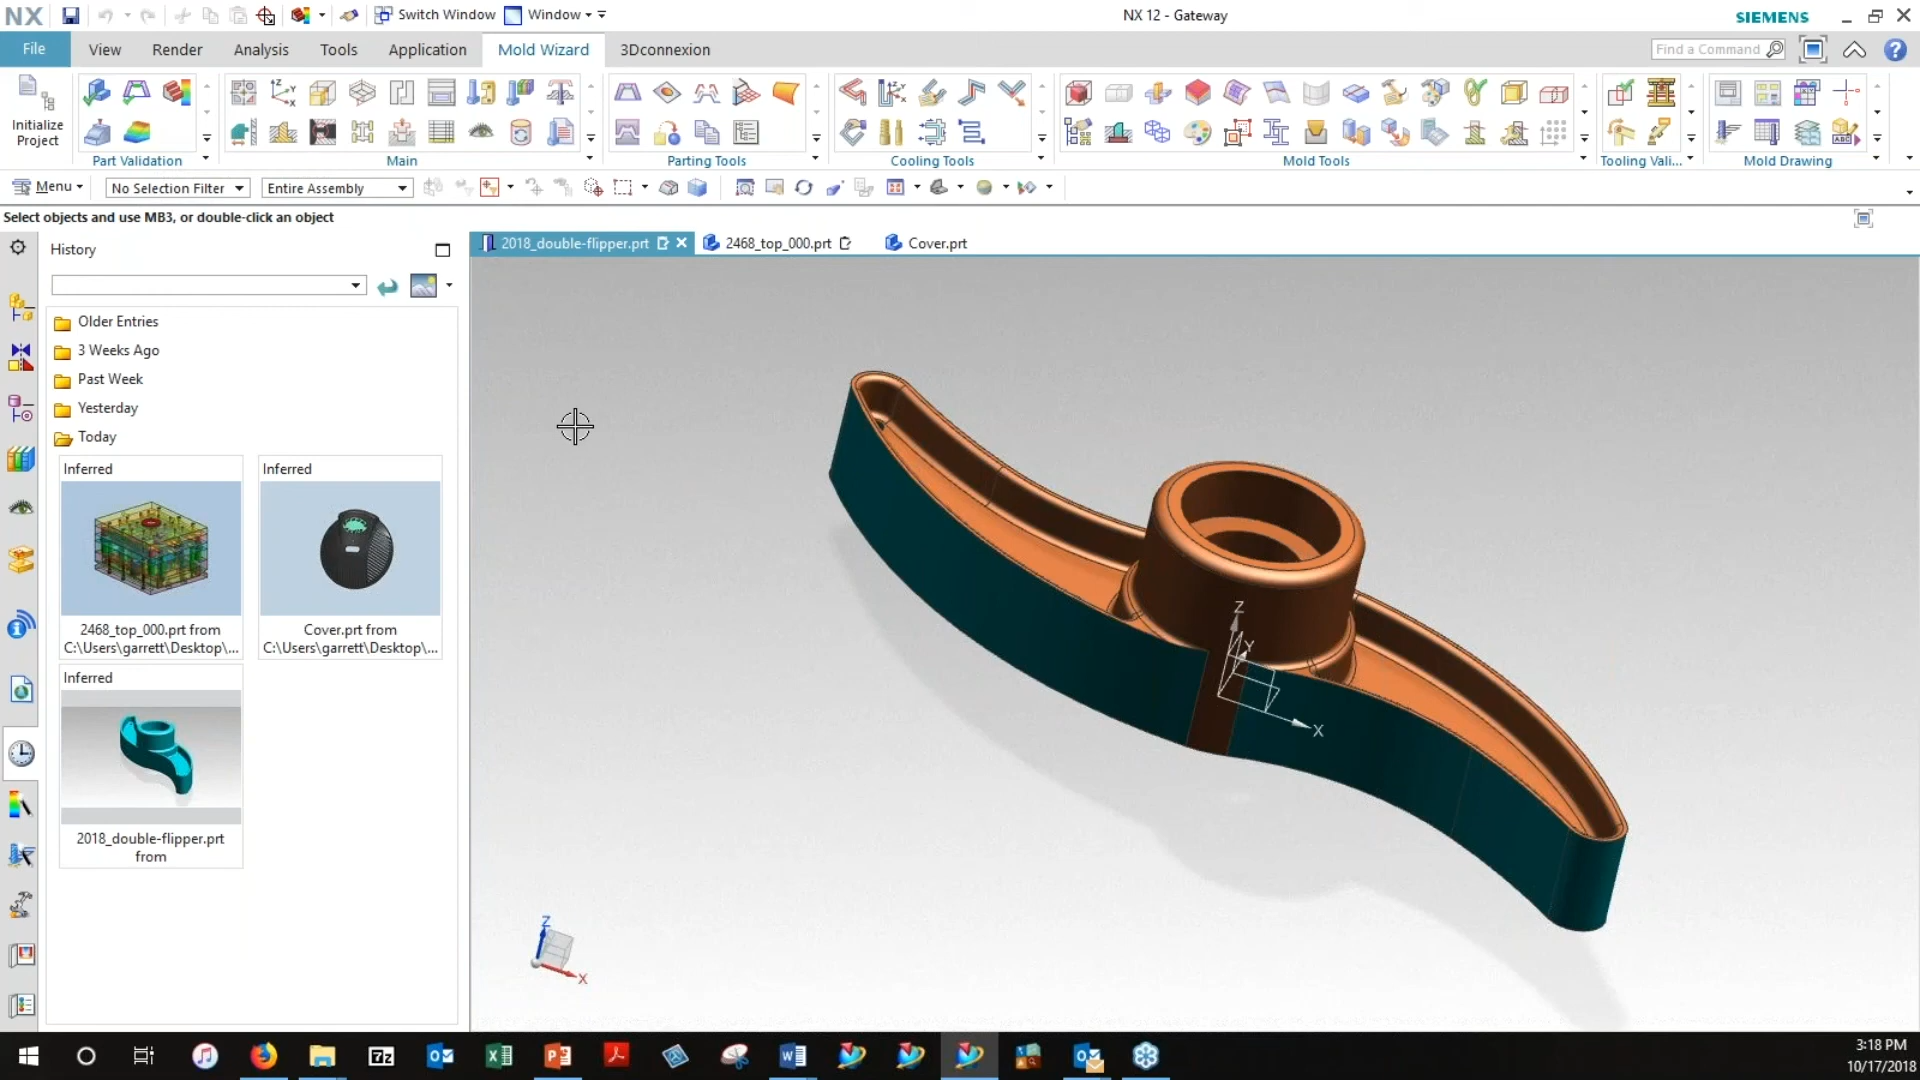 NX
Switch Window
Window
NX 12 - Gateway
SIEMENS
File
View
Render
Analysis
Tools
Application
Mold Wizard
3Dconnexion
Find a Command
Initialize
Project
Part Validation
Main
Parting Tools
Cooling Tools
Mold Tools
Tooling Vali...
Mold Drawing
Menu
No Selection Filter
Entire Assembly
Select objects and use MB3, or double-click an object
History
2018_double-flipper.prt
2468_top_000.prt
Cover.prt
Older Entries
3 Weeks Ago
Past Week
Yesterday
Today
Inferred
2468_top_000.prt from
C:\Users\garrett\Desktop\...
Inferred
Cover.prt from
C:\Users\garrett\Desktop\...
Inferred
2018_double-flipper.prt
from
Z
Y
X
Z
X
7z
3:18 PM
10/17/2018